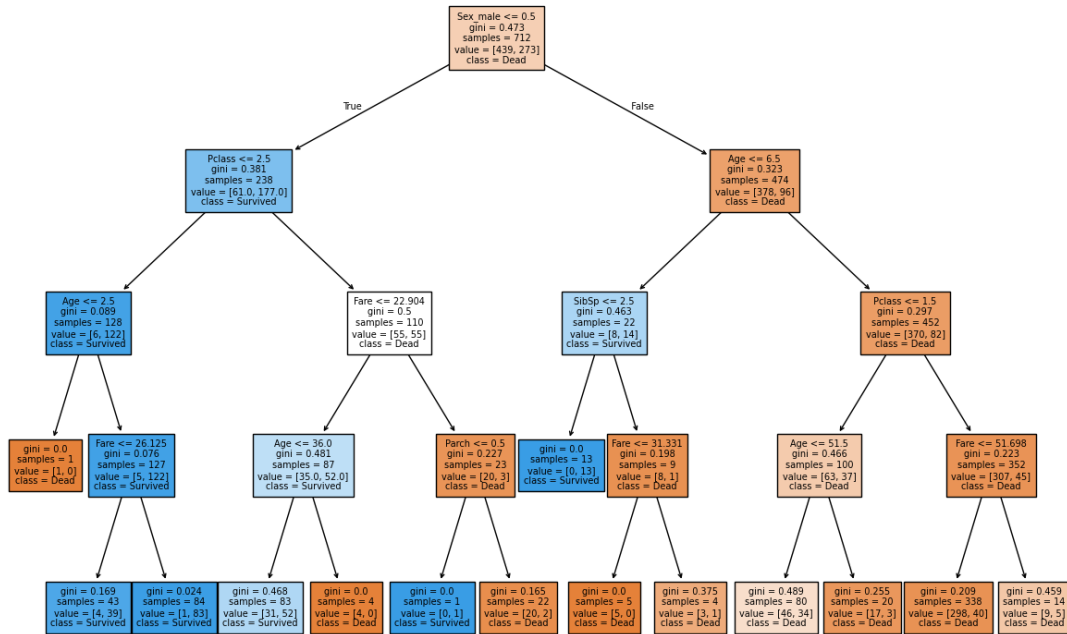 Sex_male <= 0.5
gini = 0.473
samples = 712
value = [439, 273]
class = Dead
True
False
Pclass <= 2.5
gini = 0.381
samples = 238
value = [61.0, 177.0]
class = Survived
Age <= 6.5
gini = 0.323
samples = 474
value = [378, 96]
class = Dead
Age <= 2.5
gini = 0.089
samples = 128
value = [6, 122]
class = Survived
Fare <= 22.904
gini = 0.5
samples = 110
value = [55, 55]
class = Dead
SibSp <= 2.5
gini = 0.463
samples = 22
value = [8, 14]
class = Survived
Pclass <= 1.5
gini = 0.297
samples = 452
value = [370, 82]
class = Dead
gini = 0.0
samples = 1
value = [1, 0]
class = Dead
Fare <= 26.125
gini = 0.076
samples = 127
value = [5, 122]
class = Survived
Age <= 36.0
gini = 0.481
samples = 87
value = [35.0, 52.0]
class = Survived
Parch <= 0.5
gini = 0.227
samples = 23
value = [20, 3]
class = Dead
gini = 0.0
samples = 13
value = [0, 13]
class = Survived
Fare <= 31.331
gini = 0.198
samples = 9
value = [8, 1]
class = Dead
Age <= 51.5
gini = 0.466
samples = 100
value = [63, 37]
class = Dead
Fare <= 51.698
gini = 0.223
samples = 352
value = [307, 45]
class = Dead
gini = 0.169
samples = 43
value = [4, 39]
class = Survived
gini = 0.024
samples = 84
value = [1, 83]
class = Survived
gini = 0.468
samples = 83
value = [31, 52]
class = Survived
gini = 0.0
samples = 4
value = [4, 0]
class = Dead
gini = 0.0
samples = 1
value = [0, 1]
class = Survived
gini = 0.165
samples = 22
value = [20, 2]
class = Dead
gini = 0.0
samples = 5
value = [5, 0]
class = Dead
gini = 0.375
samples = 4
value = [3, 1]
class = Dead
gini = 0.489
samples = 80
value = [46, 34]
class = Dead
gini = 0.255
samples = 20
value = [17, 3]
class = Dead
gini = 0.209
samples = 338
value = [298, 40]
class = Dead
gini = 0.459
samples = 14
value = [9, 5]
class = Dead